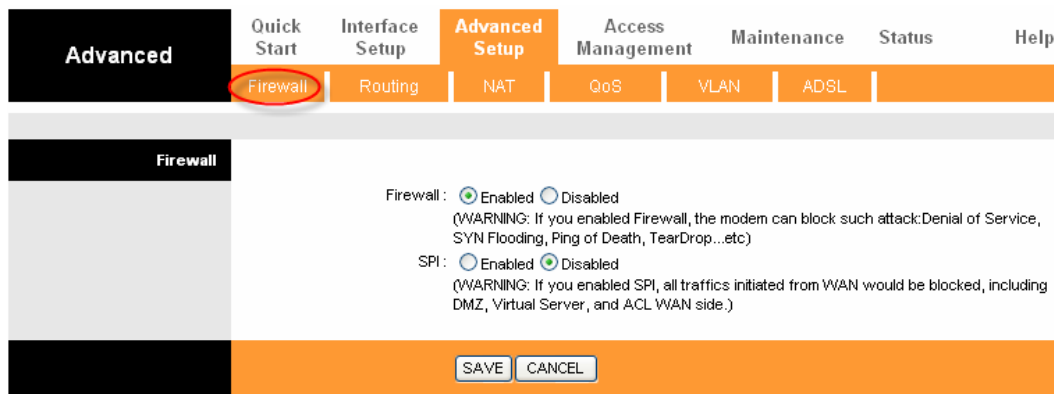 Advanced
Quick Start
Interface Setup
Advanced Setup
Access Management
Maintenance
Status
Help
Firewall
Routing
NAT
QoS
VLAN
ADSL
Firewall
Firewall : Enabled Disabled
(WARNING: If you enabled Firewall, the modem can block such attack:Denial of Service,
SYN Flooding, Ping of Death, TearDrop...etc)
SPI : Enabled Disabled
(WARNING: If you enabled SPI, all traffics initiated from WAN would be blocked, including
DMZ, Virtual Server, and ACL WAN side.)
SAVE CANCEL